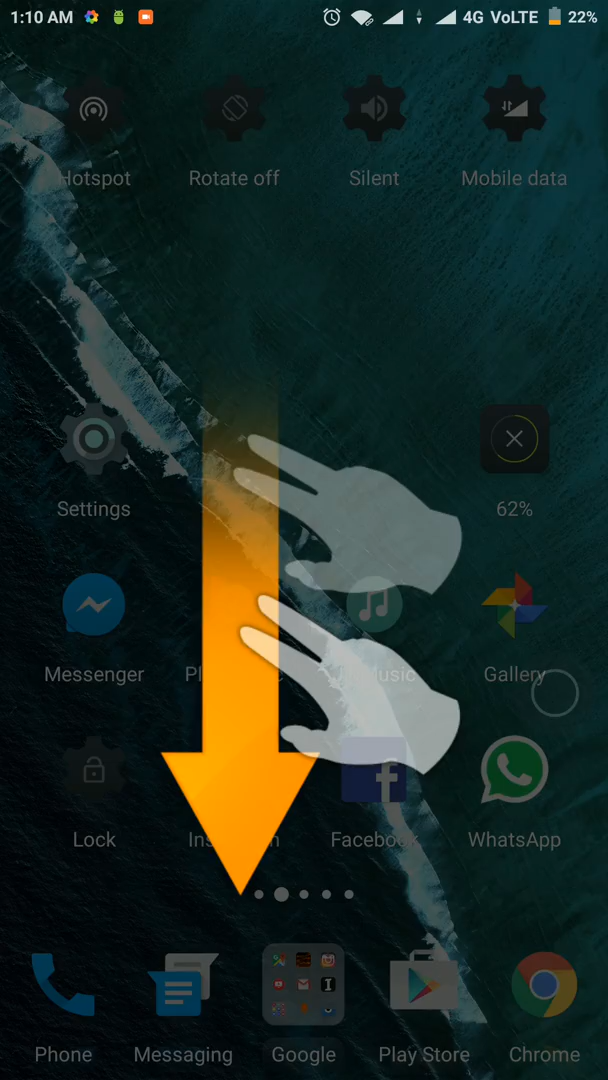 1:10 AM 4G VoLTE 22%
Hotspot Rotate off Silent Mobile data
Settings 62%
Messenger Gallery
Lock Facebook WhatsApp
Phone Messaging Google Play Store Chrome